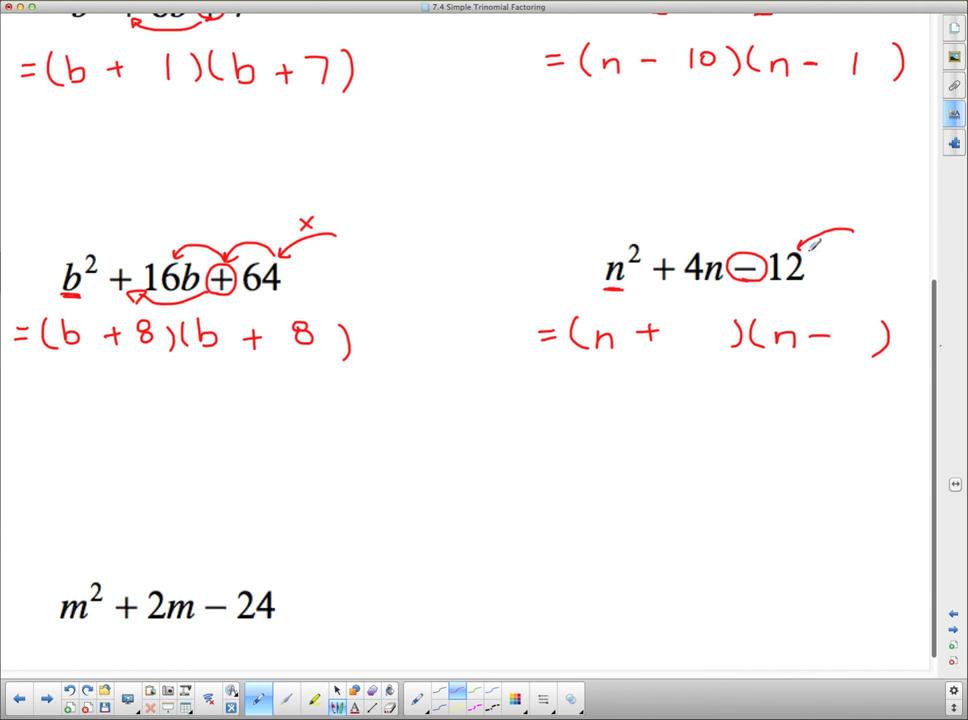 7.4 Simple Trinomial Factoring
=(b + 1)(b + 7)
=(n - 10)(n - 1)
x
b² + 16b + 64
n² + 4n − 12
=(b + 8)(b + 8)
=(n + )(n - )
m² + 2m − 24